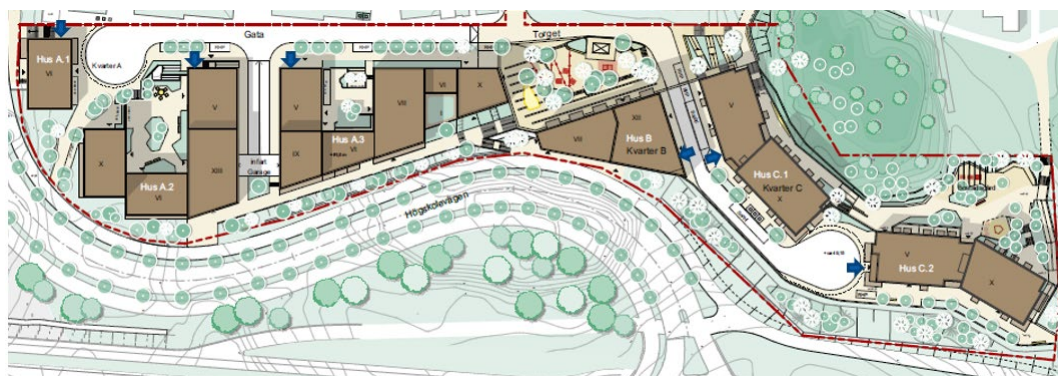 Gata
Torget
Hus A.1
VI
Kvarter A
V
V
VIII
VI
X
V
XII
VII
Hus B
Kvarter B
X
Hus A.3
VI
IX
Infart
Garage
Hus A.2
VI
XIII
Hus C.1
Kvarter C
X
Högskolevägen
V
Hus C.2
X